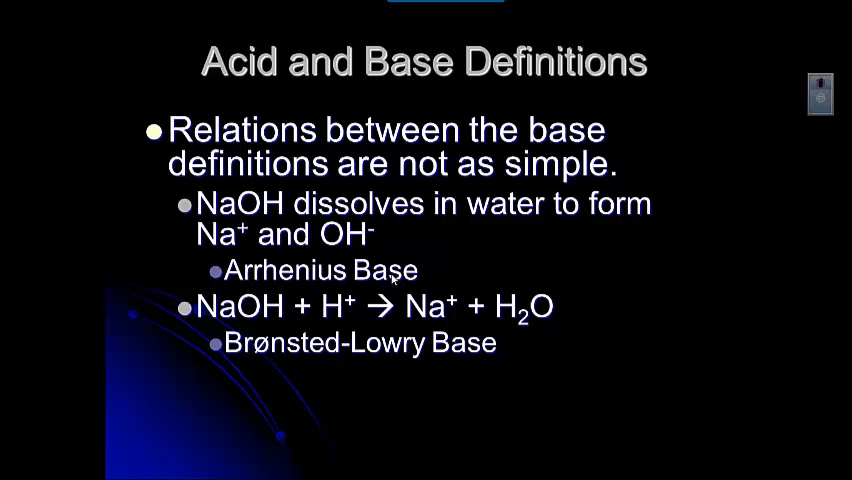 Acid and Base Definitions
Relations between the base
definitions are not as simple.
NaOH dissolves in water to form
Na⁺ and OH⁻
Arrhenius Base
NaOH + H⁺ → Na⁺ + H₂O
Brønsted-Lowry Base